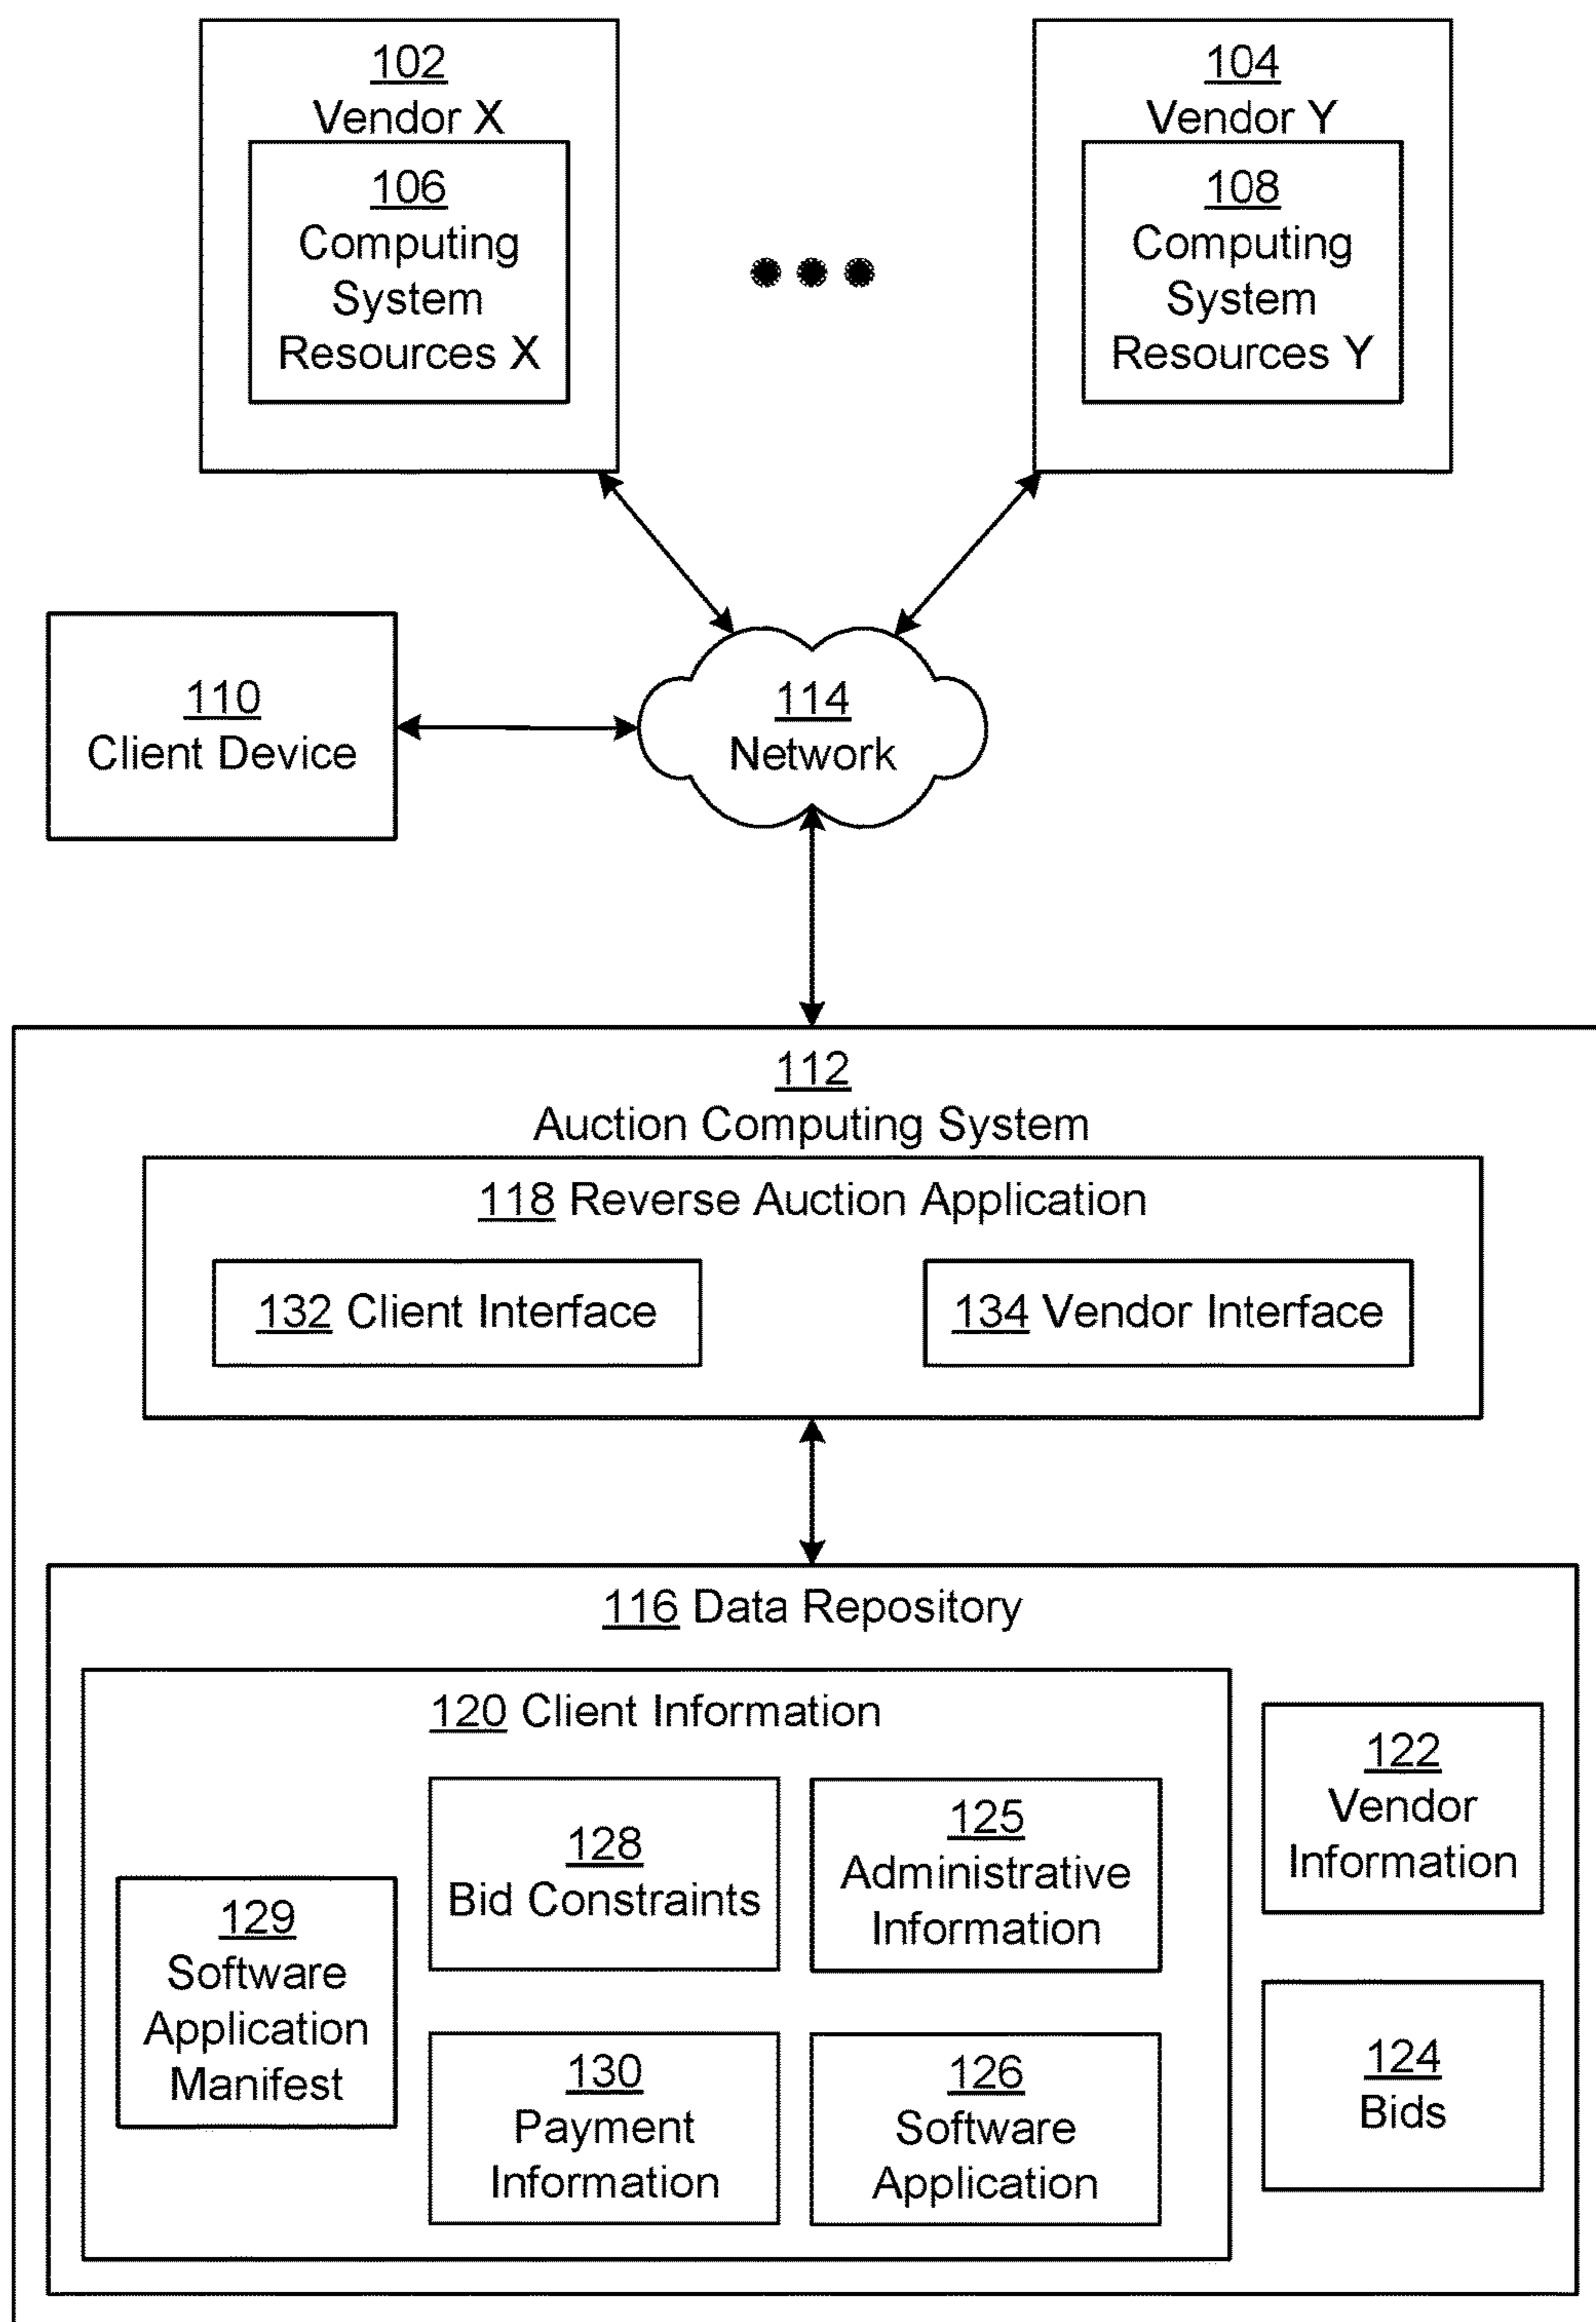 102
Vendor X
106
Computing
System
Resources X
104
Vendor Y
108
Computing
System
Resources Y
110
Client Device
114
Network
112
Auction Computing System
118 Reverse Auction Application
132 Client Interface
134 Vendor Interface
116 Data Repository
120 Client Information
129
Software
Application
Manifest
128
Bid Constraints
125
Administrative
Information
130
Payment
Information
126
Software
Application
122
Vendor
Information
124
Bids